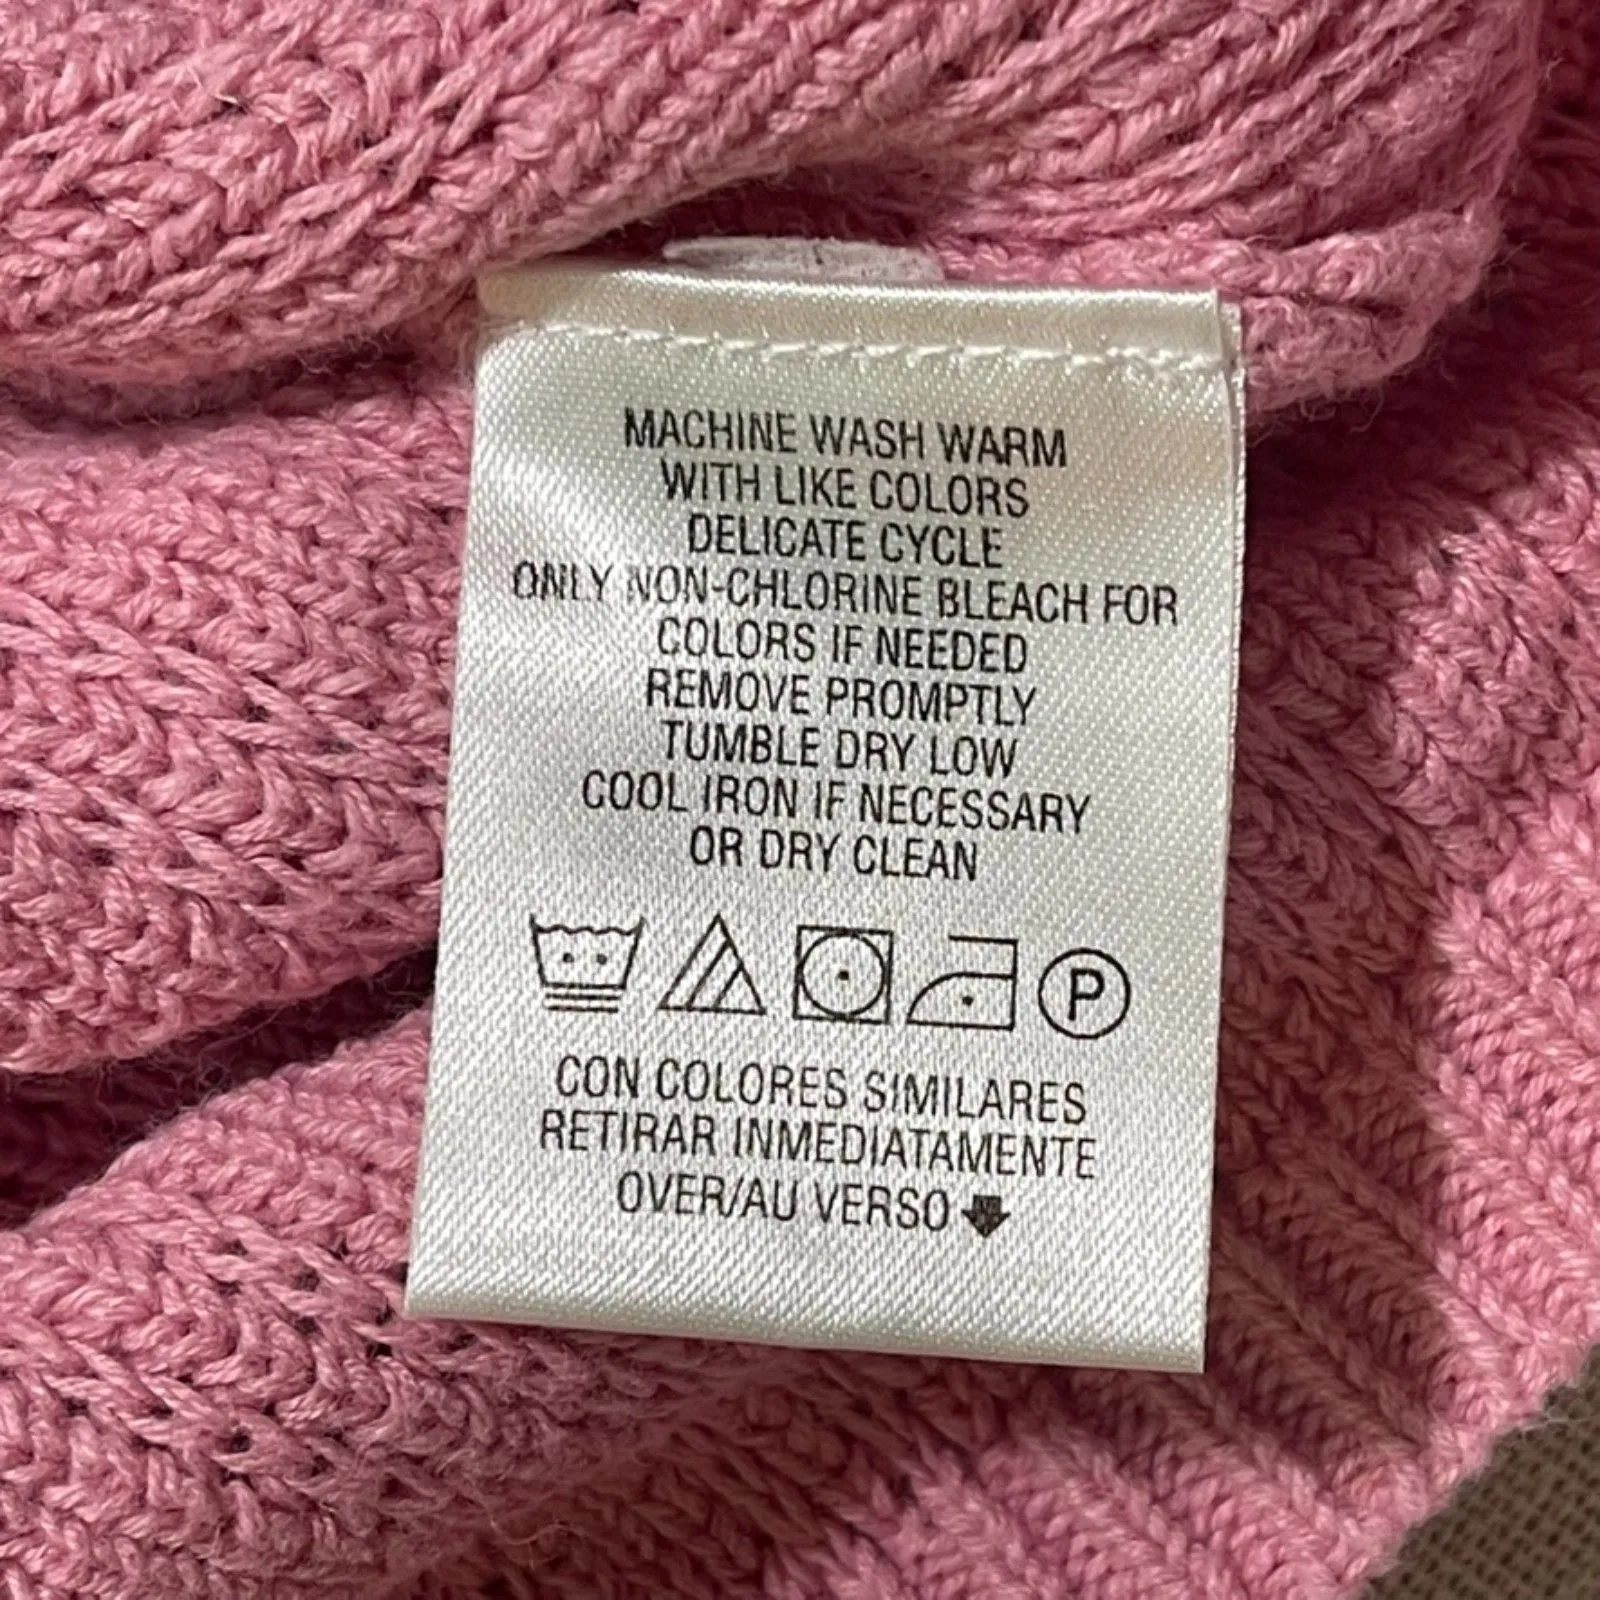 MACHINE WASH WARM
WITH LIKE COLORS
DELICATE CYCLE
ONLY NON-CHLORINE BLEACH FOR
COLORS IF NEEDED
REMOVE PROMPTLY
TUMBLE DRY LOW
COOL IRON IF NECESSARY
OR DRY CLEAN
P
CON COLORES SIMILARES
RETIRAR INMEDIATAMENTE
OVER/AU VERSO